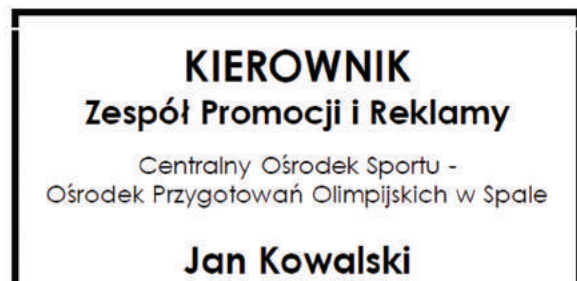 KIEROWNIK
Zespół Promocji i Reklamy
Centralny Ośrodek Sportu -
Ośrodek Przygotowań Olimpijskich w Spale
Jan Kowalski